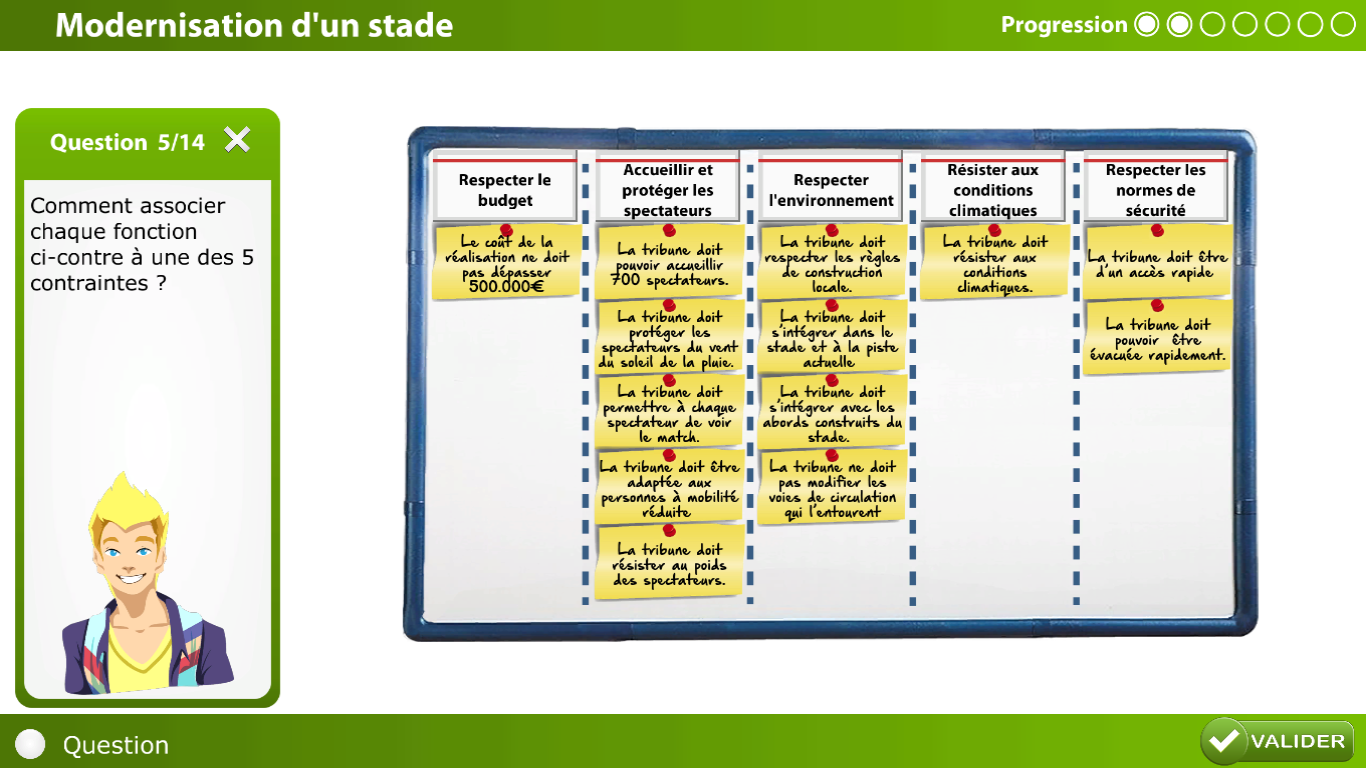 Modernisation d'un stade
Progression
Question 5/14
Comment associer
chaque fonction
ci-contre à une des 5
contraintes ?
Respecter le
budget
Le coût de la
réalisation ne doit
pas dépasser
500.000€
Accueillir et
protéger les
spectateurs
La tribune doit
pouvoir accueillir
700 spectateurs.
La tribune doit
protéger les
spectateurs du vent
du soleil de la pluie.
La tribune doit
permettre à chaque
spectateur de voir
le match.
La tribune doit être
adaptée aux
personnes à mobilité
réduite
La tribune doit
résister au poids
des spectateurs.
Respecter
l'environnement
La tribune doit
respecter les règles
de construction
locale.
La tribune doit
s'intégrer dans le
stade et à la piste
actuelle
La tribune doit
s'intégrer avec les
abords construits du
stade.
La tribune ne doit
pas modifier les
voies de circulation
qui l'entourent
Résister aux
conditions
climatiques
La tribune doit
résister aux
conditions
climatiques.
Respecter les
normes de
sécurité
La tribune doit être
d'un accès rapide
La tribune doit
pouvoir être
évacuée rapidement.
Question
VALIDER